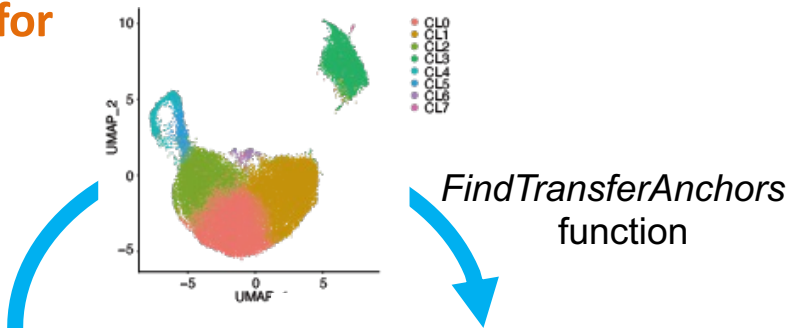 for
10
5
0
−5
UMAP_2
−5
0
5
CL0
CL1
CL2
CL3
CL4
CL5
CL6
CL7
FindTransferAnchors
function